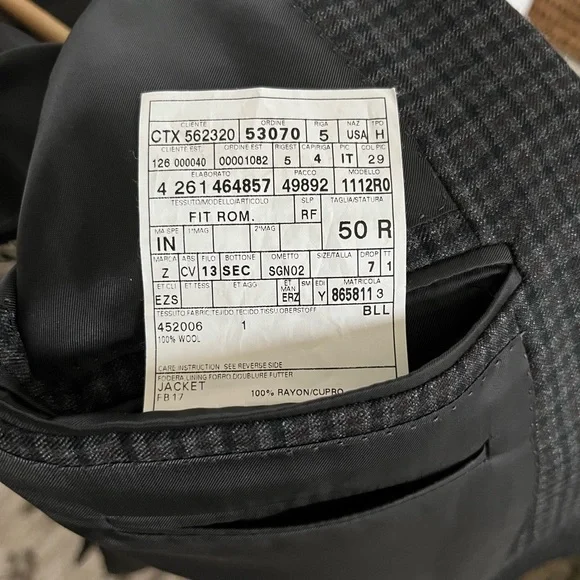 CLIENTE ORDINE RIGA NAZ TPO
CTX 562320 53070 5 USA H
CLIENTE EST ORDINE EST RIGEST CAPIRIGA PIC COL PIC
126 000040 00001082 5 4 IT 29
ELABORATO PACCO MODELLO
4 261 464857 49892 1112R0
TESSUTO/MODELLO/ARTICOLO SLP TAGLIA/STATURA
FIT ROM. RF 50 R
MA SPE 1°MAG 2°MAG
IN
MARCA ABS FILO BOTTONE OMETTO SIZE/TALLA DROP TT
Z CV 13 SEC SGN02 7 1
ET CLI ET TESS ET AGG ET MAN SM EDI MATRICOLA
EZS ERZ Y 865811 3
TESSUTO FABRIC TEJIDO TECIDO TISSU OBERSTOFF BLL
452006 1
100% WOOL
CARE INSTRUCTION SEE REVERSE SIDE
FODERA LINING FORRO DOUBLURE FUTTER
JACKET
FB17 100% RAYON/CUPRO